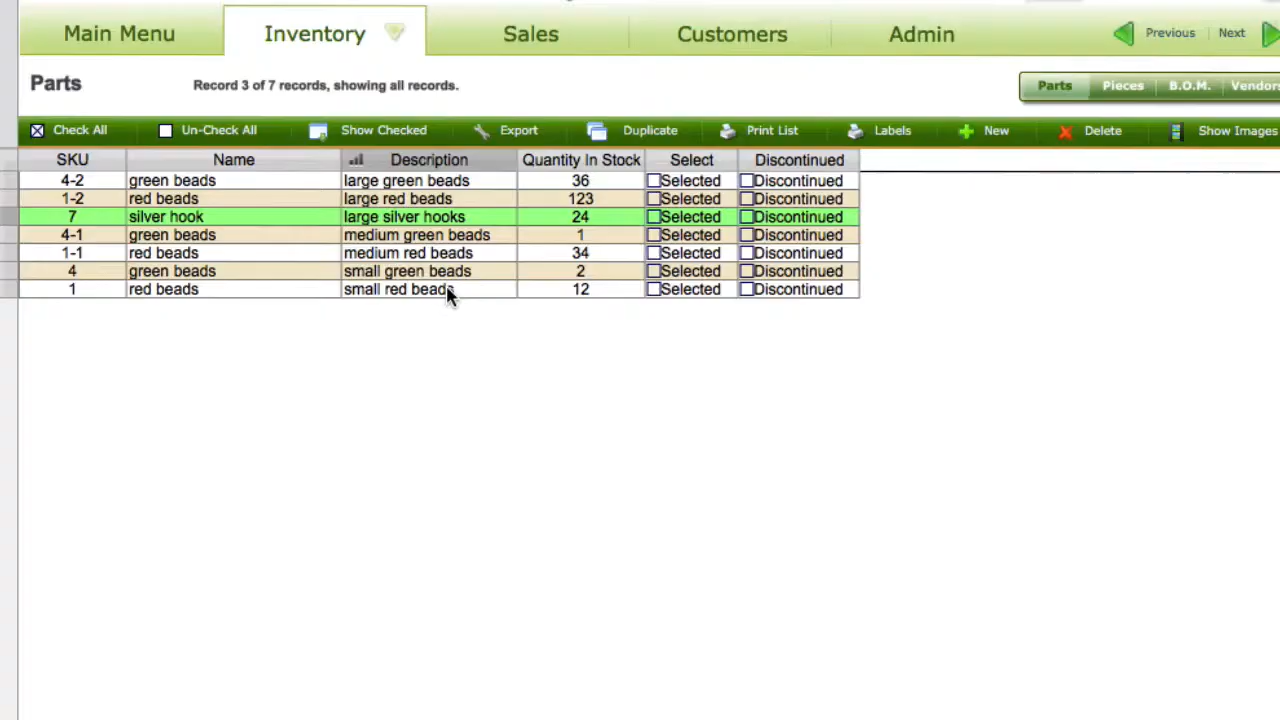 Main Menu Inventory Sales Customers Admin Previous Next
Parts Record 3 of 7 records, showing all records. Parts Pieces B.O.M. Vendors
Check All Un-Check All Show Checked Export Duplicate Print List Labels New Delete Show Images
SKU Name Description Quantity In Stock Select Discontinued
4-2 green beads large green beads 36 Selected Discontinued
1-2 red beads large red beads 123 Selected Discontinued
7 silver hook large silver hooks 24 Selected Discontinued
4-1 green beads medium green beads 1 Selected Discontinued
1-1 red beads medium red beads 34 Selected Discontinued
4 green beads small green beads 2 Selected Discontinued
1 red beads small red beads 12 Selected Discontinued